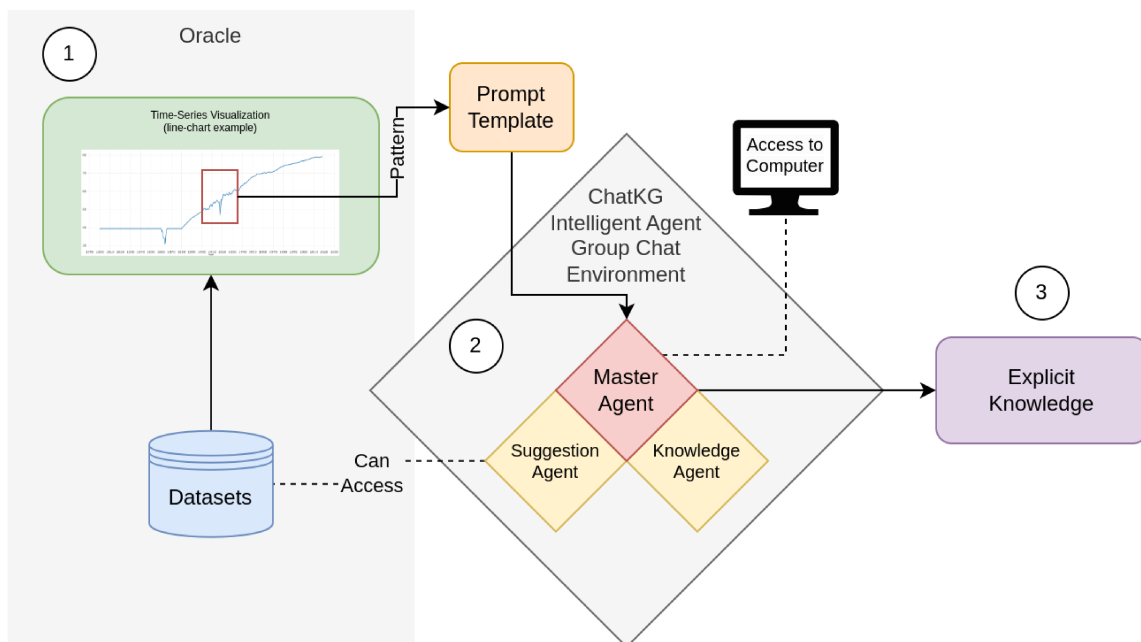 1
Oracle
Time-Series Visualization
(line-chart example)
Pattern
Prompt
Template
Access to
Computer
ChatKG
Intelligent Agent
Group Chat
Environment
2
3
Master
Agent
Explicit
Knowledge
Suggestion
Agent
Knowledge
Agent
Can
Access
Datasets